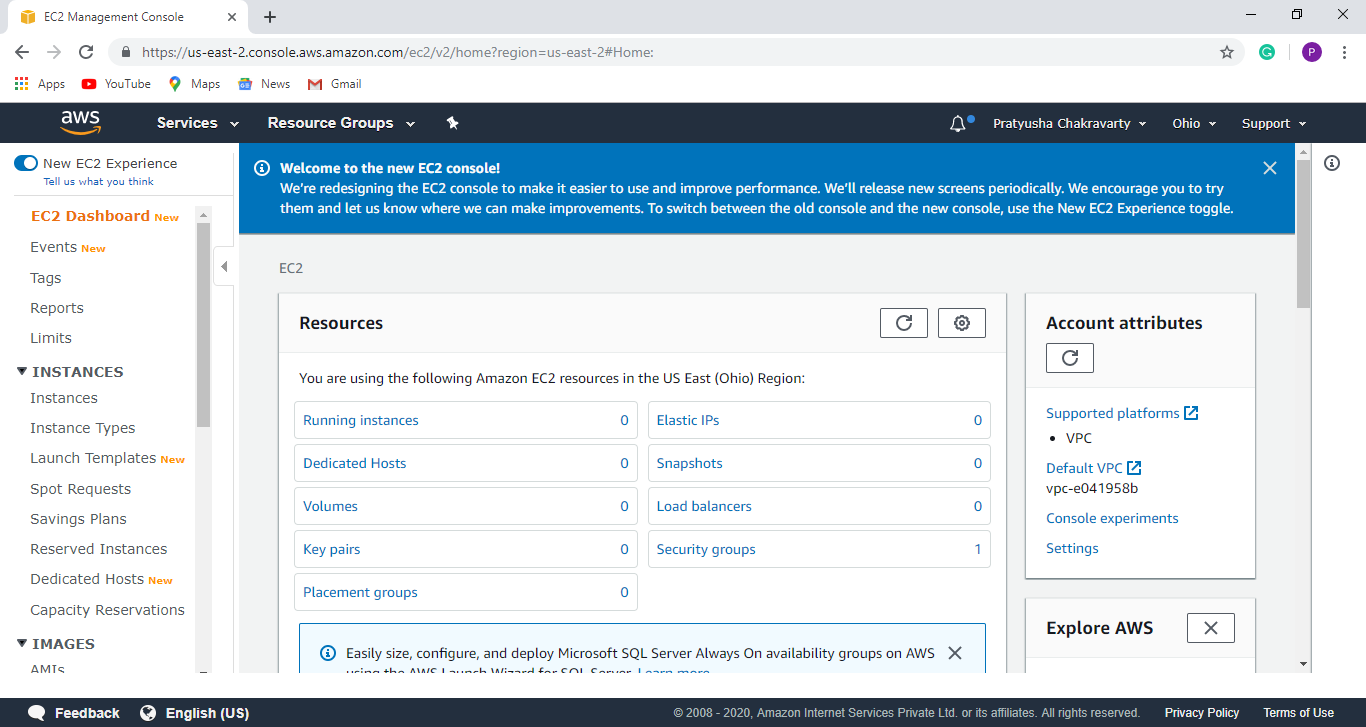 EC2 Management Console
https://us-east-2.console.aws.amazon.com/ec2/v2/home?region=us-east-2#Home:
P
Apps YouTube Maps News Gmail
aws Services Resource Groups Pratyusha Chakravarty Ohio Support
New EC2 Experience
Tell us what you think
EC2 Dashboard New
Events New
Tags
Reports
Limits
INSTANCES
Instances
Instance Types
Launch Templates New
Spot Requests
Savings Plans
Reserved Instances
Dedicated Hosts New
Capacity Reservations
IMAGES
AMIs
Welcome to the new EC2 console!
We're redesigning the EC2 console to make it easier to use and improve performance. We'll release new screens periodically. We encourage you to try
them and let us know where we can make improvements. To switch between the old console and the new console, use the New EC2 Experience toggle.
EC2
Resources
You are using the following Amazon EC2 resources in the US East (Ohio) Region:
Running instances 0 Elastic IPs 0
Dedicated Hosts 0 Snapshots 0
Volumes 0 Load balancers 0
Key pairs 0 Security groups 1
Placement groups 0
Easily size, configure, and deploy Microsoft SQL Server Always On availability groups on AWS
using the AWS Launch Wizard for SQL Server. Learn more
Account attributes
Supported platforms
• VPC
Default VPC
vpc-e041958b
Console experiments
Settings
Explore AWS
Feedback English (US) © 2008 - 2020, Amazon Internet Services Private Ltd. or its affiliates. All rights reserved. Privacy Policy Terms of Use